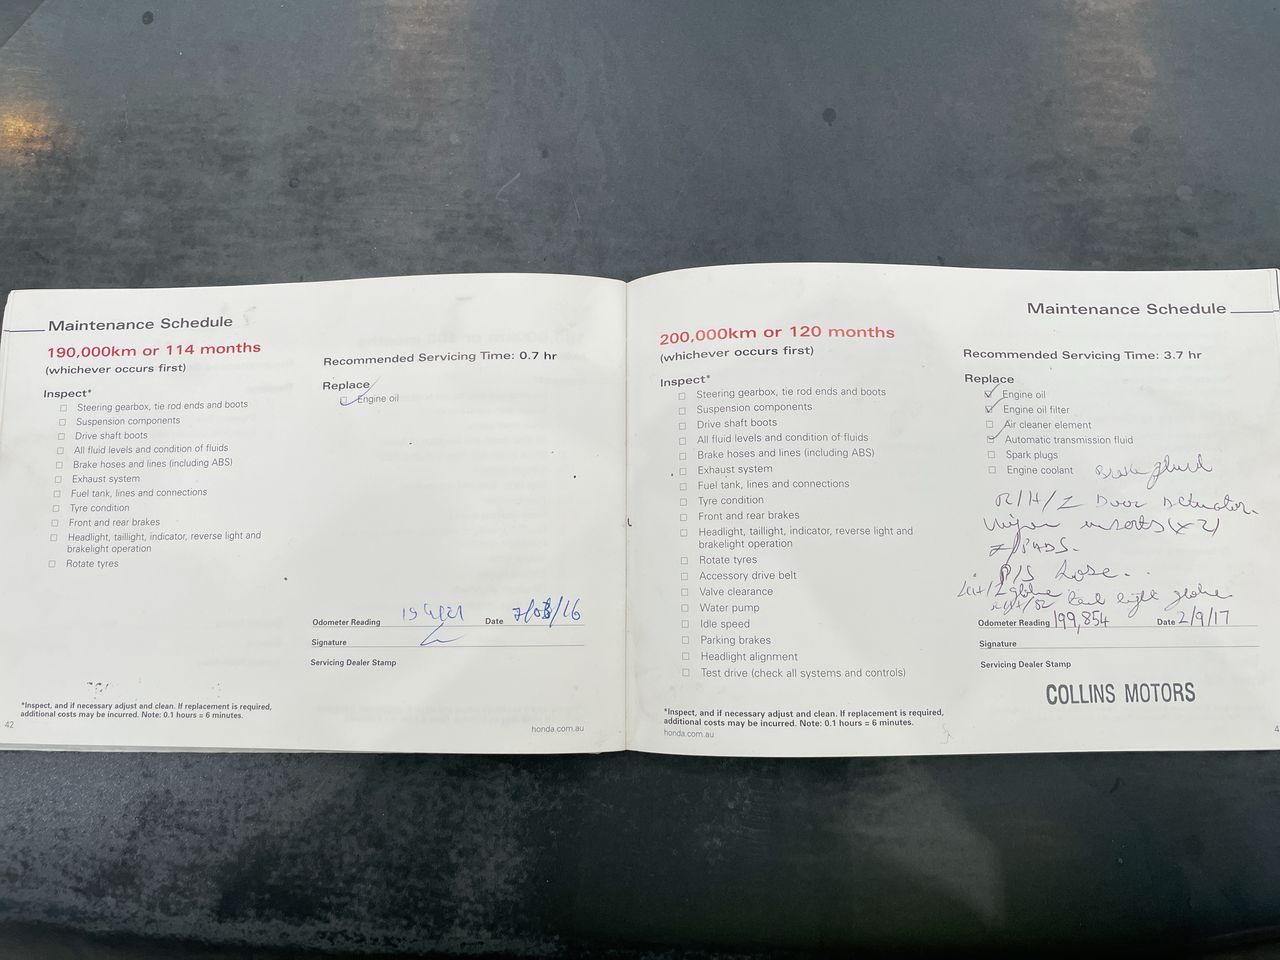 Maintenance Schedule
190,000km or 114 months
(whichever occurs first)
Inspect*
☐ Steering gearbox, tie rod ends and boots
☐ Suspension components
☐ Drive shaft boots
☐ All fluid levels and condition of fluids
☐ Brake hoses and lines (including ABS)
☐ Exhaust system
☐ Fuel tank, lines and connections
☐ Tyre condition
☐ Front and rear brakes
☐ Headlight, taillight, indicator, reverse light and
brakelight operation
☐ Rotate tyres
Recommended Servicing Time: 0.7 hr
Replace
☑ Engine oil
Odometer Reading
Date
Signature
Servicing Dealer Stamp
*Inspect, and if necessary adjust and clean. If replacement is required,
additional costs may be incurred. Note: 0.1 hours = 6 minutes.
42
honda.com.au
Maintenance Schedule
200,000km or 120 months
(whichever occurs first)
Inspect*
☐ Steering gearbox, tie rod ends and boots
☐ Suspension components
☐ Drive shaft boots
☐ All fluid levels and condition of fluids
☐ Brake hoses and lines (including ABS)
☐ Exhaust system
☐ Fuel tank, lines and connections
☐ Tyre condition
☐ Front and rear brakes
☐ Headlight, taillight, indicator, reverse light and
brakelight operation
☐ Rotate tyres
☐ Accessory drive belt
☐ Valve clearance
☐ Water pump
☐ Idle speed
☐ Parking brakes
☐ Headlight alignment
☐ Test drive (check all systems and controls)
Recommended Servicing Time: 3.7 hr
Replace
☑ Engine oil
☑ Engine oil filter
☐ Air cleaner element
☑ Automatic transmission fluid
☐ Spark plugs
☐ Engine coolant Brake fluid
Door Actuator.
inserts (x2)
F/PADS.
P/S hose.
globe
light globe
Odometer Reading 199,854 Date 2/9/17
Signature
Servicing Dealer Stamp
COLLINS MOTORS
*Inspect, and if necessary adjust and clean. If replacement is required,
additional costs may be incurred. Note: 0.1 hours = 6 minutes.
honda.com.au
4